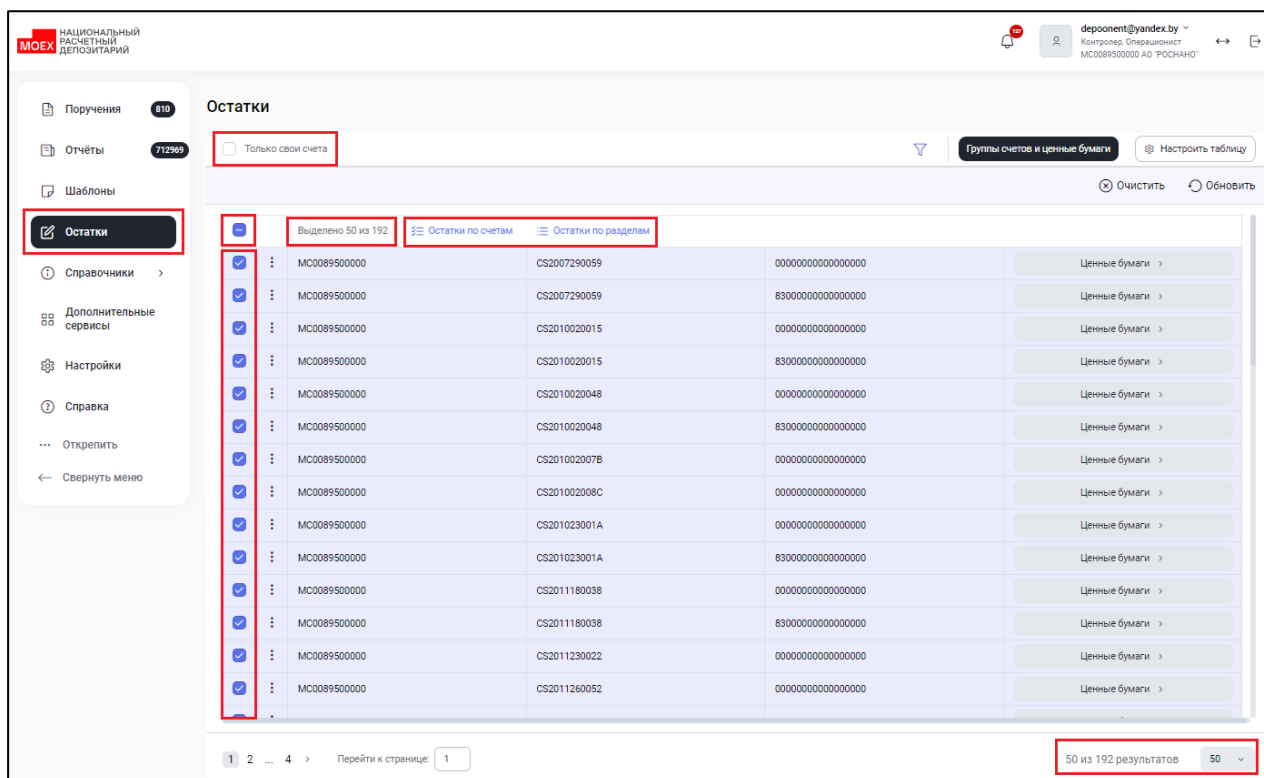 НАЦИОНАЛЬНЫЙ
MOEX РАСЧЕТНЫЙ
ДЕПОЗИТАРИЙ
127
depoonent@yandex.by
Контролер, Операционист
MC0089500000 АО "РОСНАНО"
Поручения 810
Отчёты 712969
Шаблоны
Остатки
Справочники >
Дополнительные
сервисы
Настройки
Справка
... Открепить
Свернуть меню
Остатки
Только свои счета
Группы счетов и ценные бумаги
Настроить таблицу
Очистить Обновить
Выделено 50 из 192 Остатки по счетам Остатки по разделам
MC0089500000 CS2007290059 00000000000000000 Ценные бумаги >
MC0089500000 CS2007290059 83000000000000000 Ценные бумаги >
MC0089500000 CS2010020015 00000000000000000 Ценные бумаги >
MC0089500000 CS2010020015 83000000000000000 Ценные бумаги >
MC0089500000 CS2010020048 00000000000000000 Ценные бумаги >
MC0089500000 CS2010020048 83000000000000000 Ценные бумаги >
MC0089500000 CS201002007B 00000000000000000 Ценные бумаги >
MC0089500000 CS201002008C 00000000000000000 Ценные бумаги >
MC0089500000 CS201023001A 00000000000000000 Ценные бумаги >
MC0089500000 CS201023001A 83000000000000000 Ценные бумаги >
MC0089500000 CS2011180038 00000000000000000 Ценные бумаги >
MC0089500000 CS2011180038 83000000000000000 Ценные бумаги >
MC0089500000 CS2011230022 00000000000000000 Ценные бумаги >
MC0089500000 CS2011260052 00000000000000000 Ценные бумаги >
1 2 ... 4 > Перейти к странице: 1
50 из 192 результатов 50